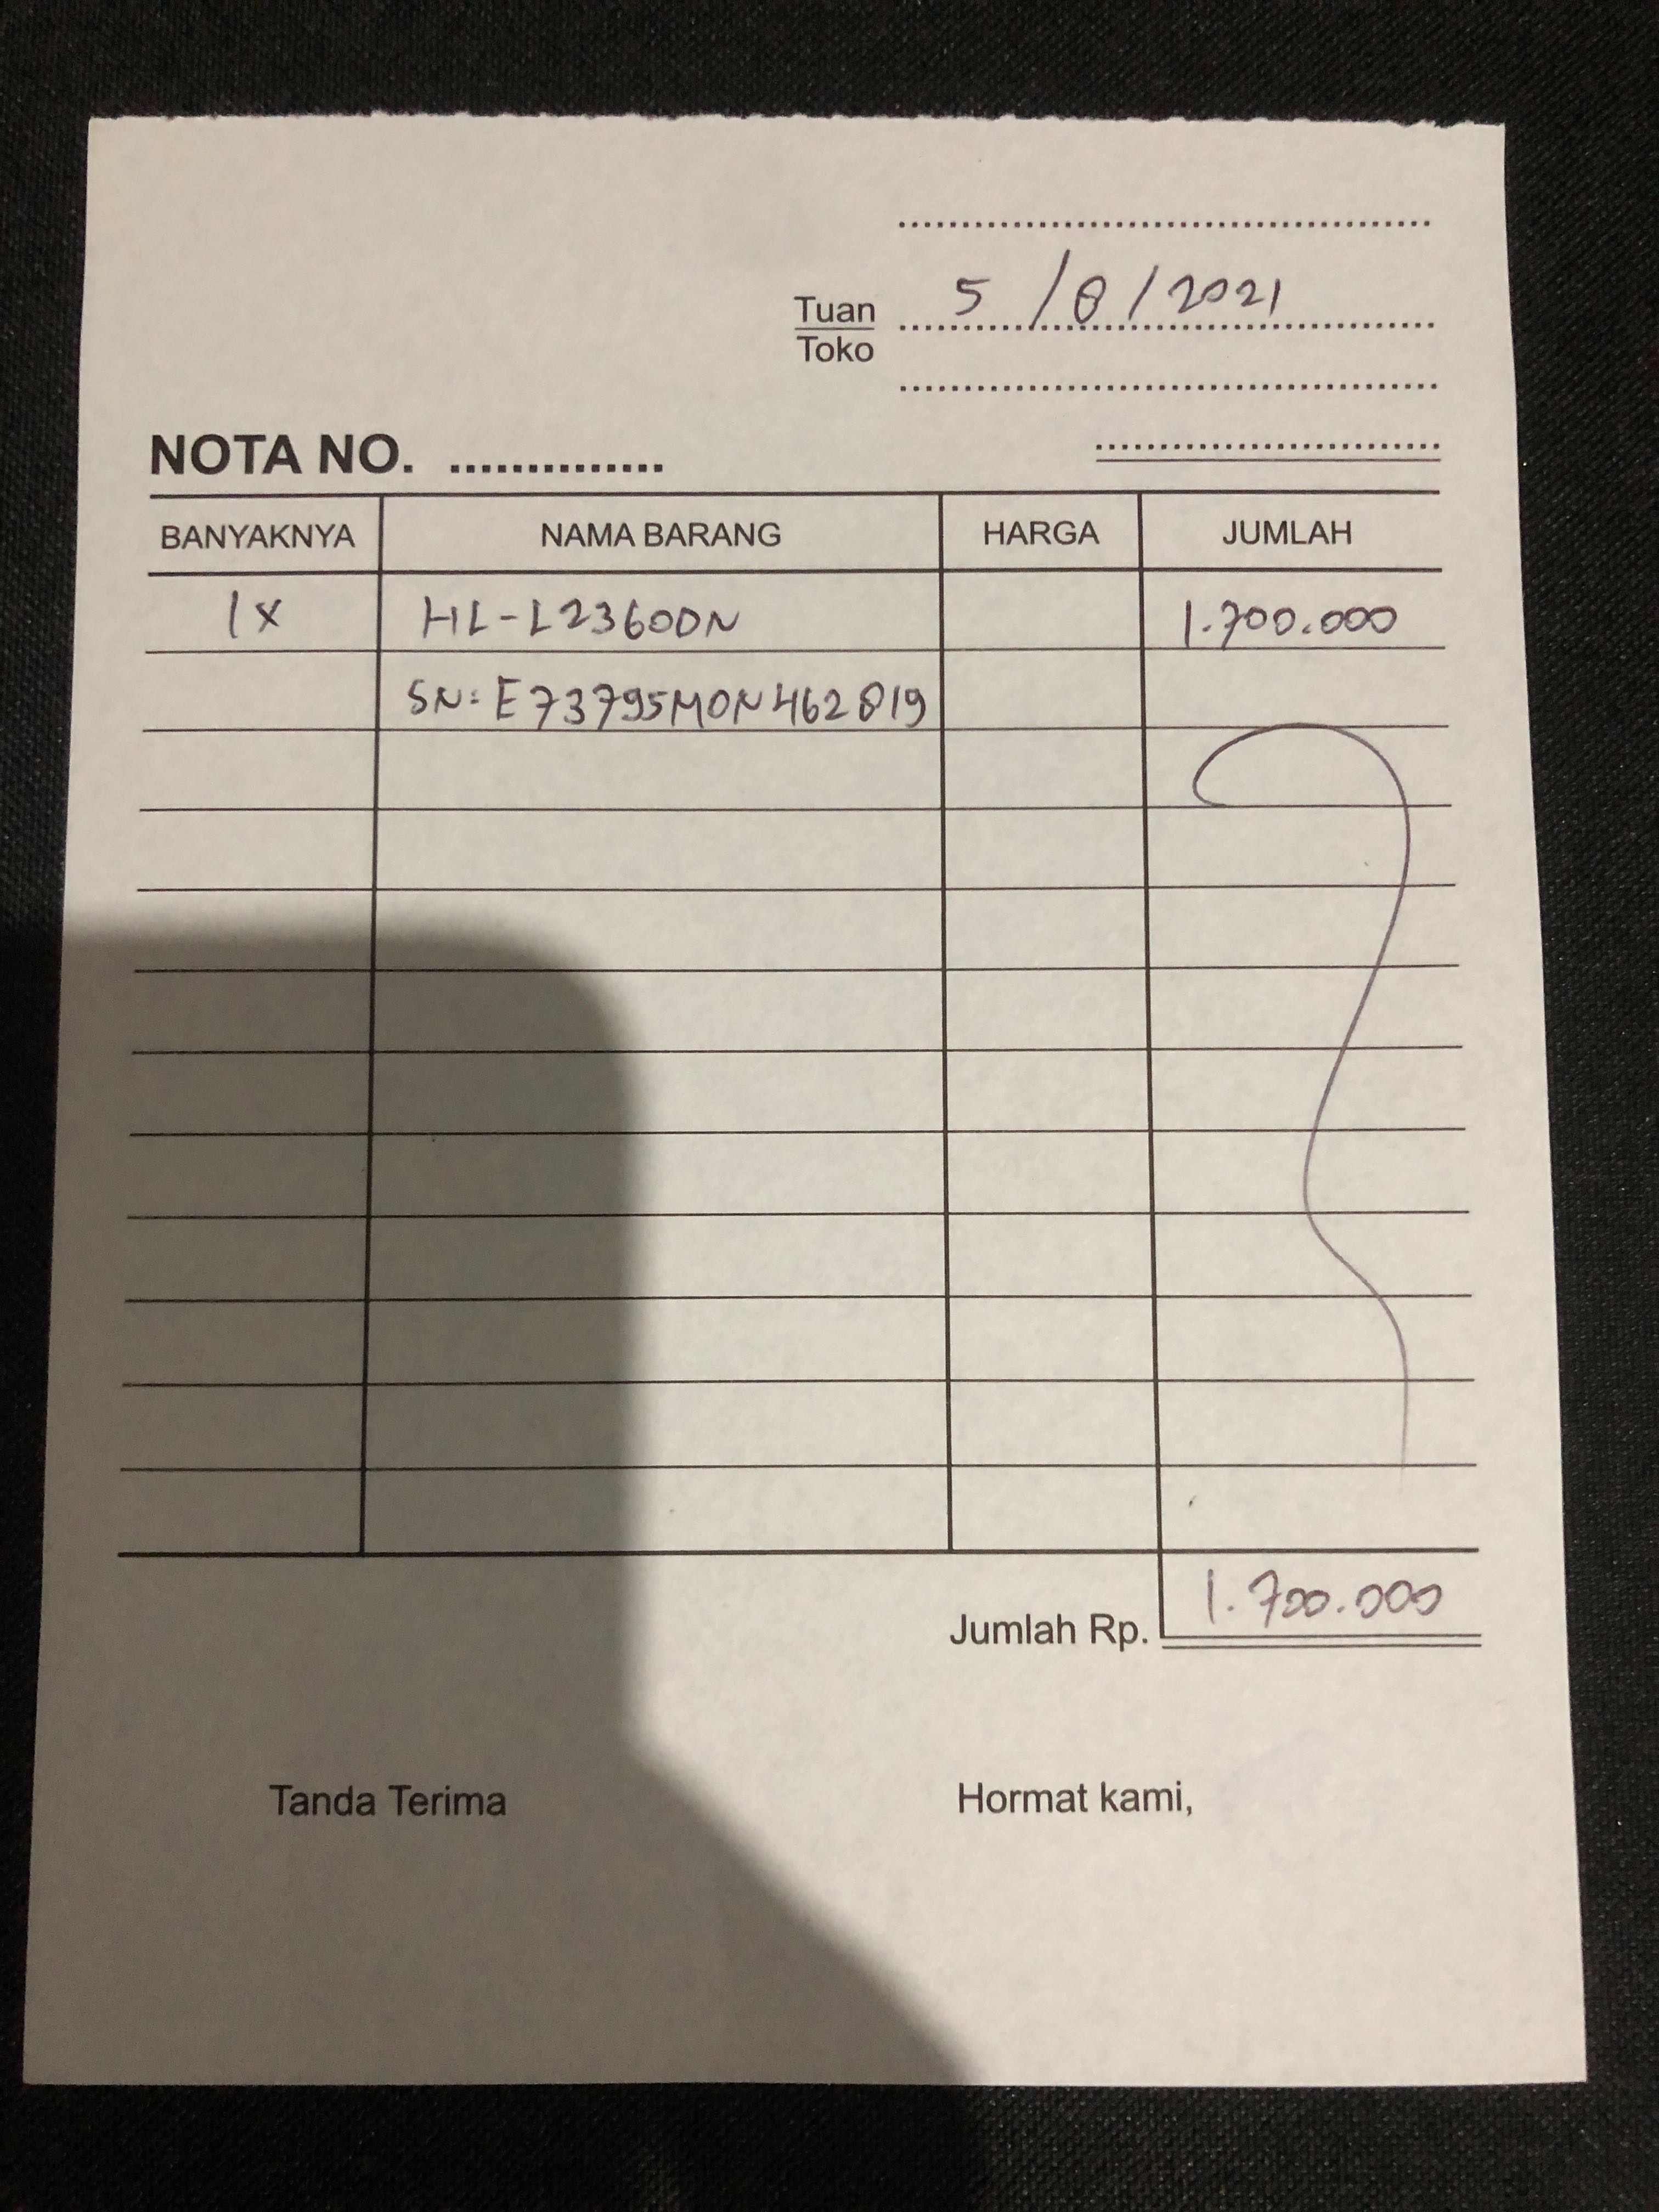 5/8/2021
Tuan
Toko
NOTA NO. ..............
BANYAKNYA NAMA BARANG HARGA JUMLAH
1X HL-L2360DN 1.700.000
SN: E73795M0N462819
Jumlah Rp. 1.700.000
Tanda Terima Hormat kami,